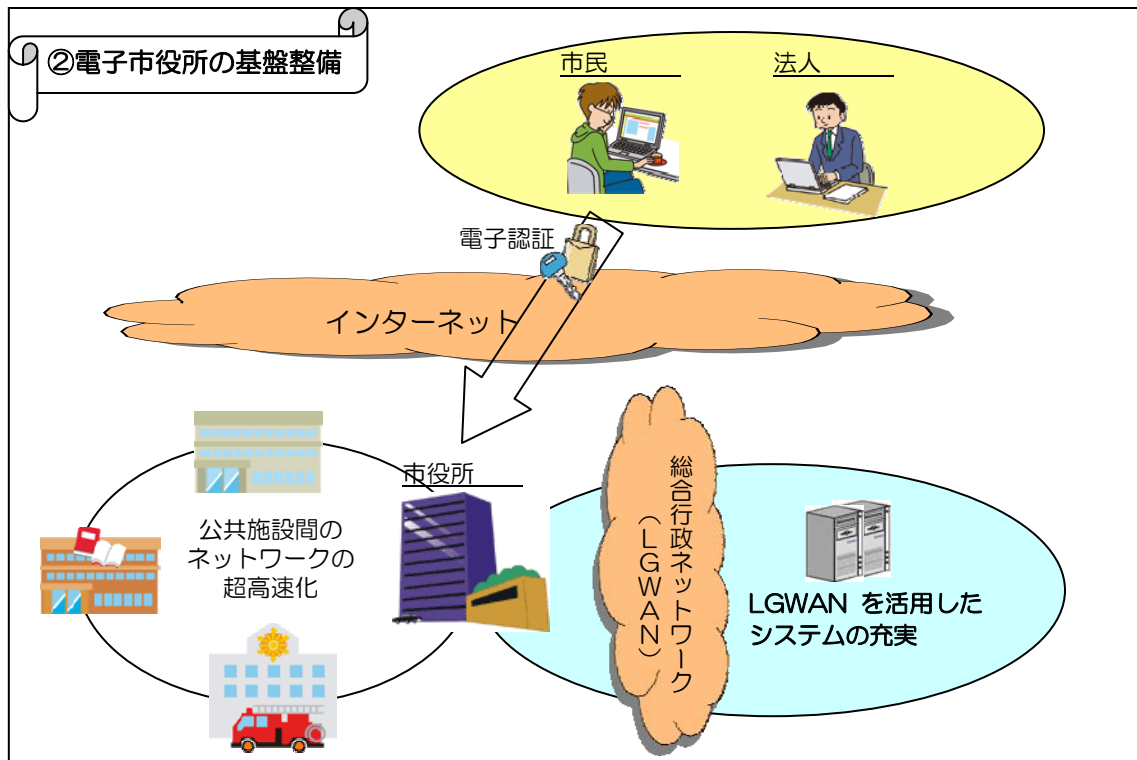 ②電子市役所の基盤整備
市民
法人
電子認証
インターネット
市役所
公共施設間の
ネットワークの
超高速化
総合行政ネットワーク
（ＬＧＷＡＮ）
LGWAN を活用した
システムの充実